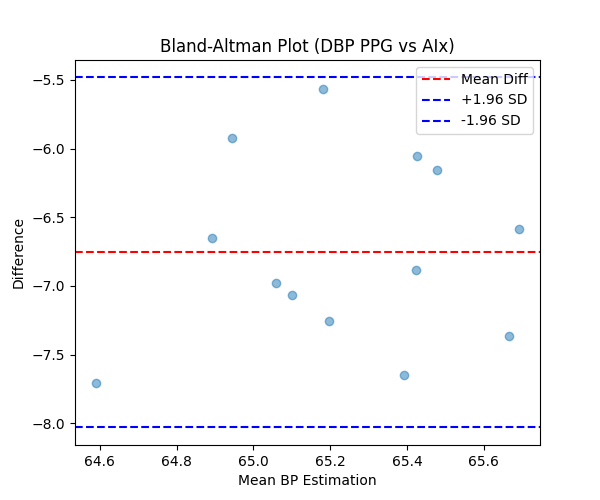 Bland-Altman Plot (DBP PPG vs AIx)
Mean Diff
+1.96 SD
-1.96 SD
Difference
−5.5
−6.0
−6.5
−7.0
−7.5
−8.0
64.6 64.8 65.0 65.2 65.4 65.6
Mean BP Estimation